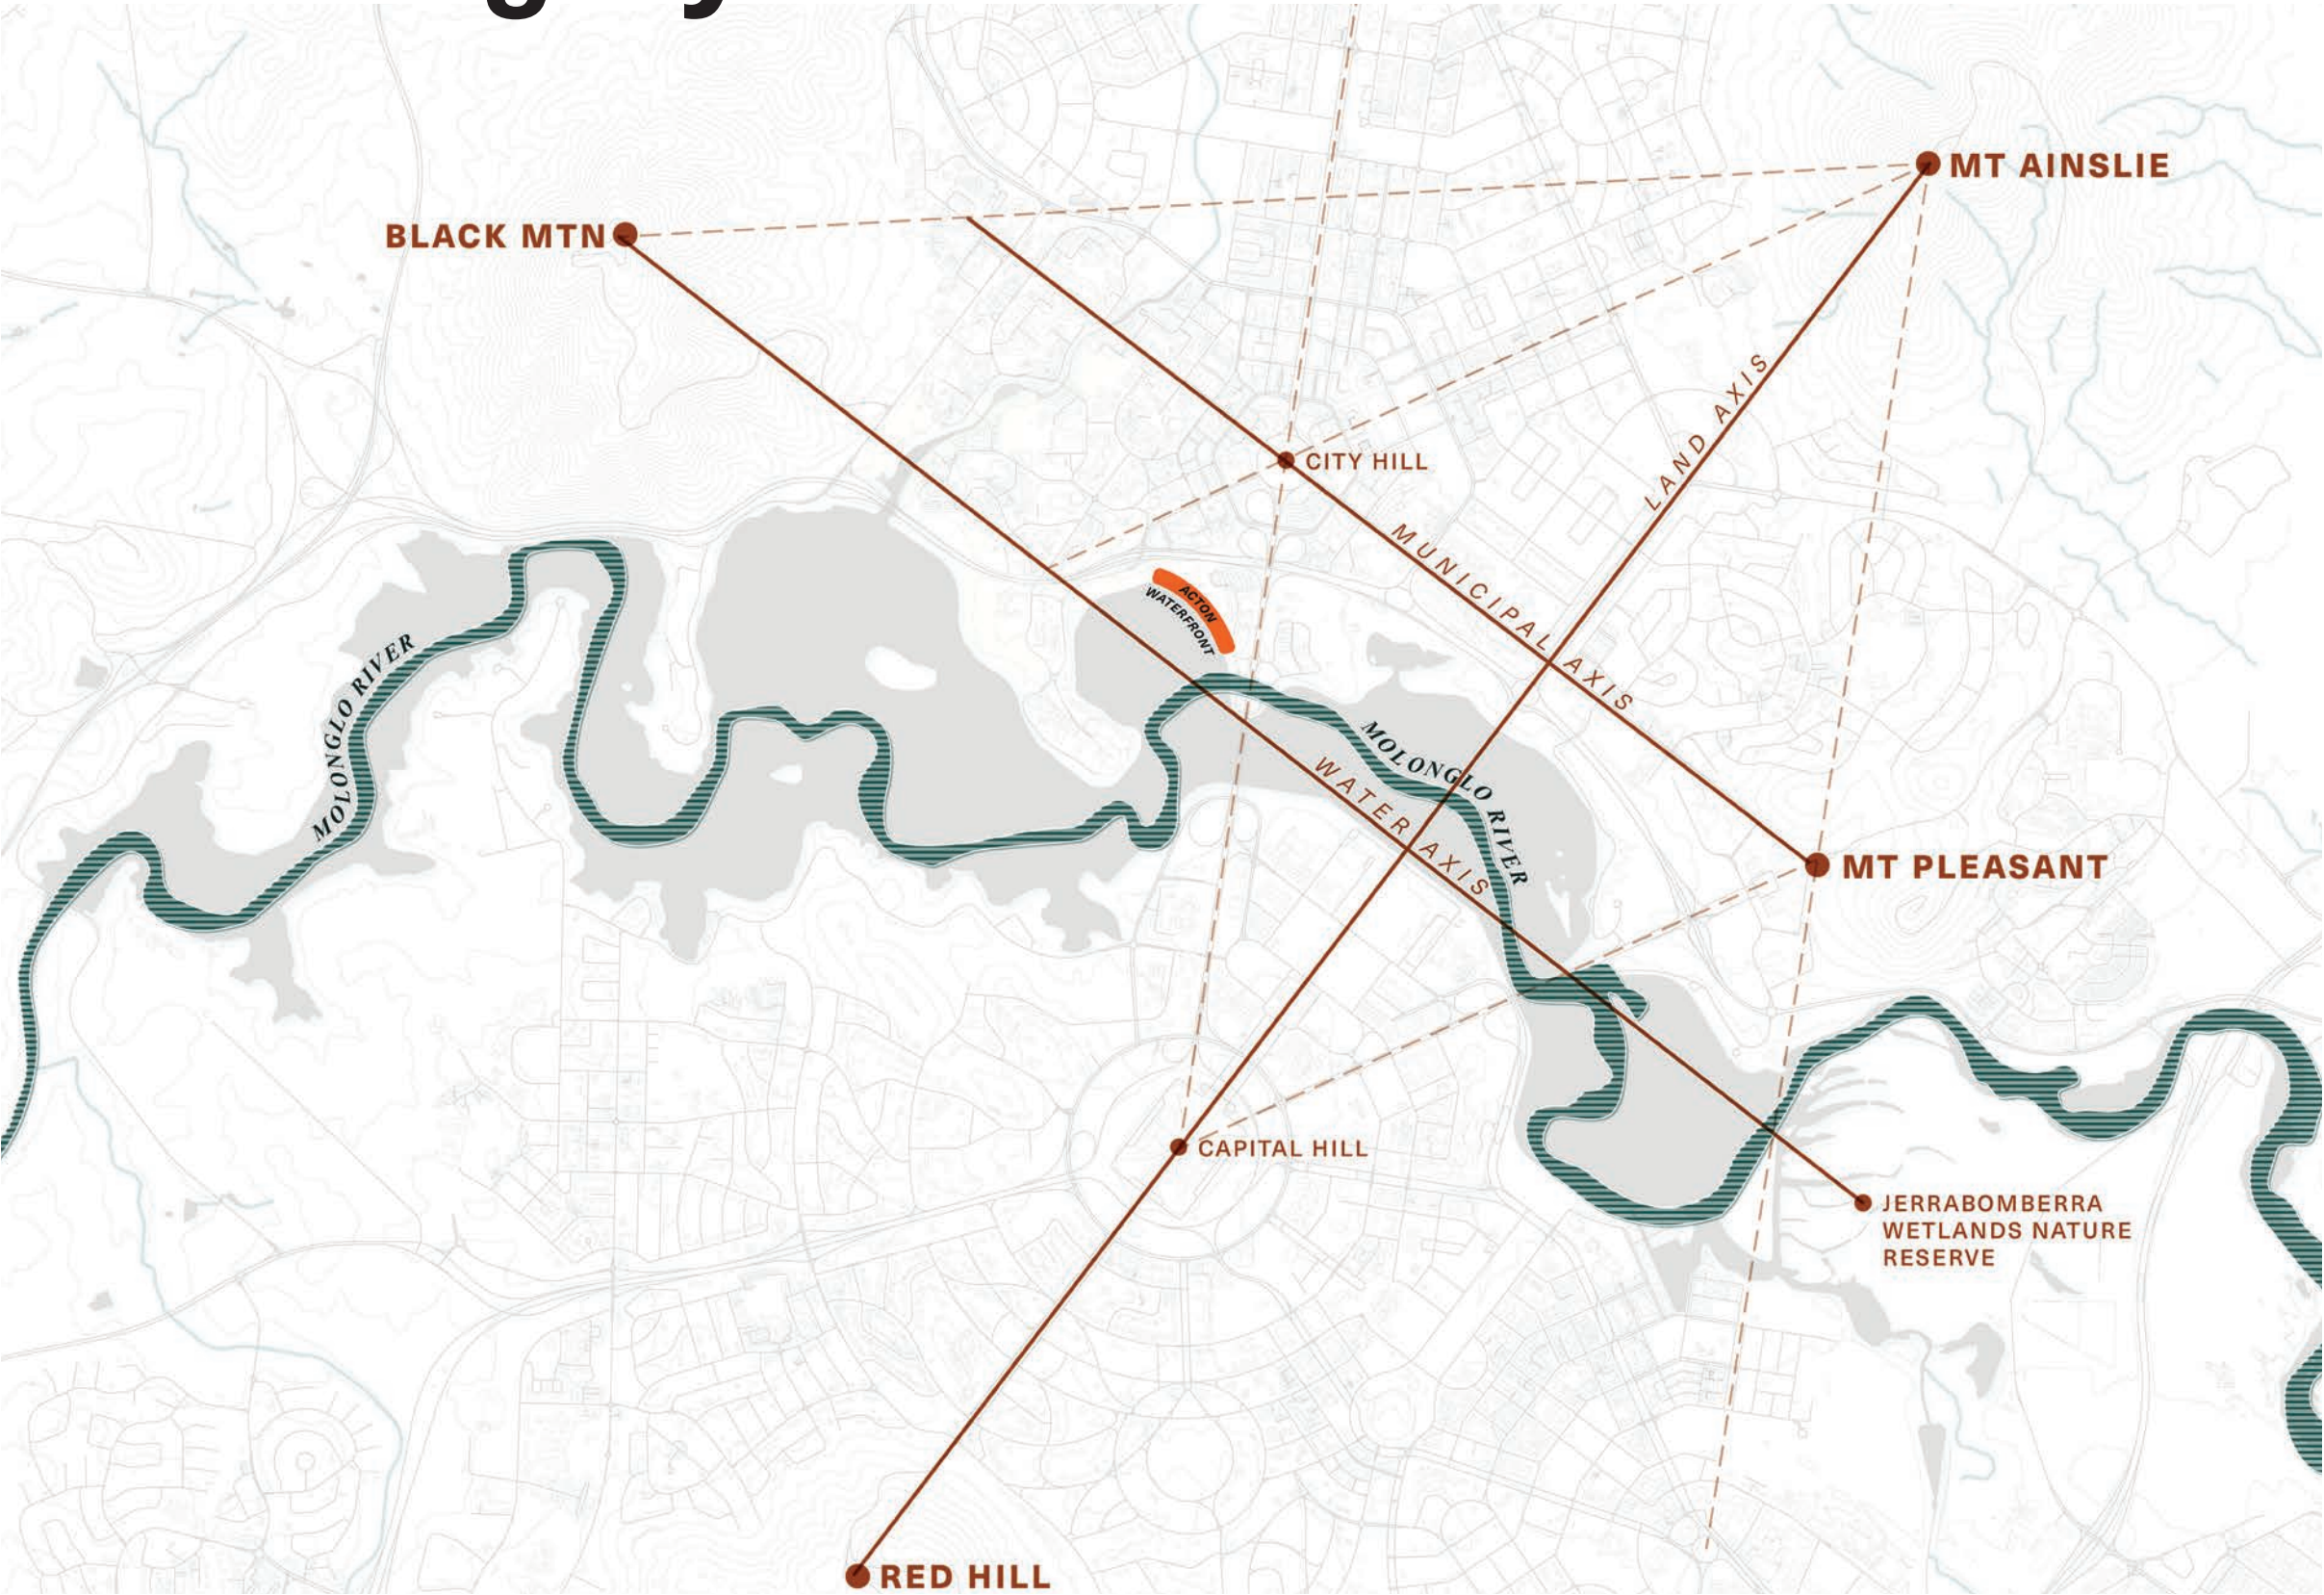 MT AINSLIE
BLACK MTN
LAND AXIS
CITY HILL
MUNICIPAL AXIS
ACTON
WATERFRONT
MOLONGLO RIVER
MOLONGLO RIVER
WATER AXIS
MT PLEASANT
CAPITAL HILL
JERRABOMBERRA
WETLANDS NATURE
RESERVE
RED HILL